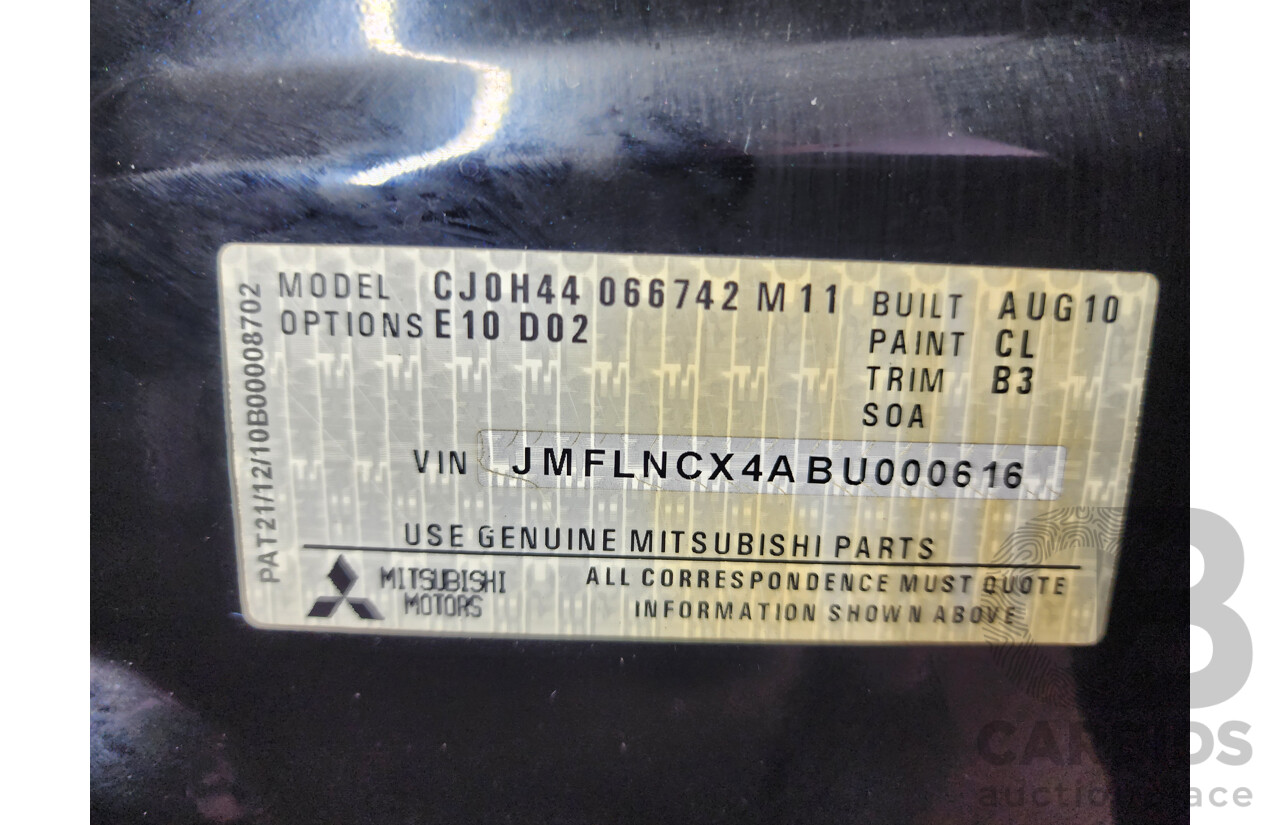 MODEL CJ0H44 066742 M11
OPTIONS E10 D02
BUILT AUG10
PAINT CL
TRIM B3
SOA
VIN JMFLNCX4ABU000616
USE GENUINE MITSUBISHI PARTS
MITSUBISHI
MOTORS
ALL CORRESPONDENCE MUST QUOTE
INFORMATION SHOWN ABOVE
PAT21/12/10B00008702